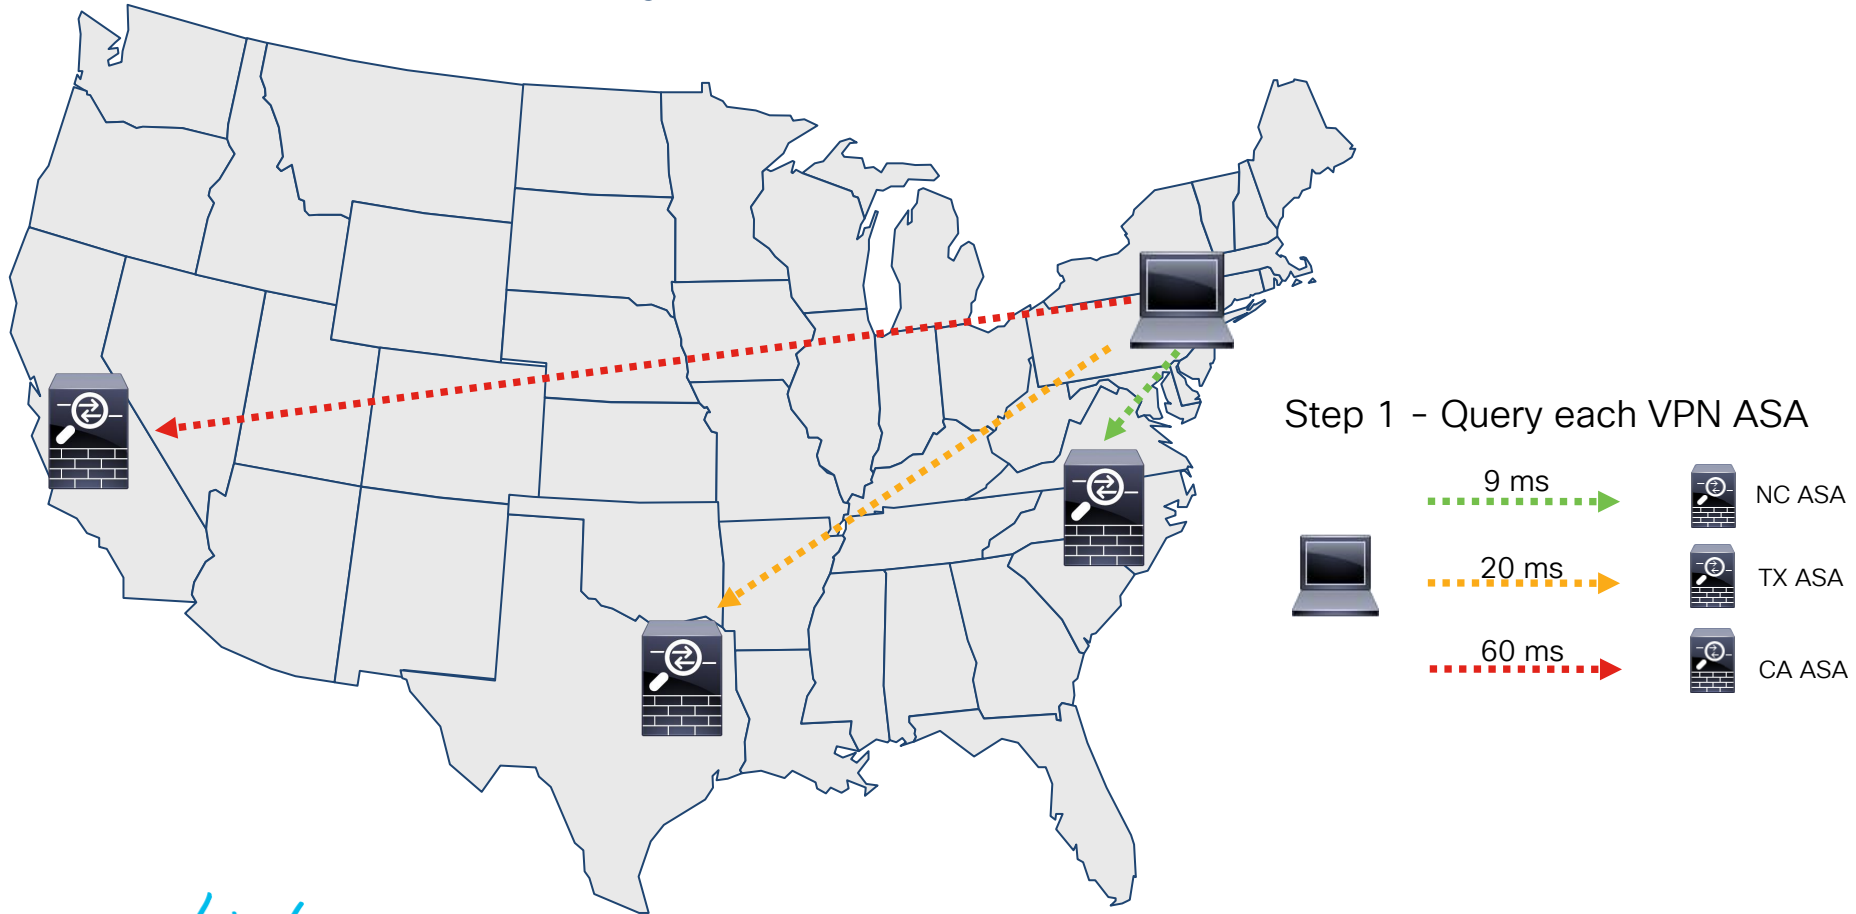 Step 1 - Query each VPN ASA
9 ms
NC ASA
20 ms
TX ASA
60 ms
CA ASA